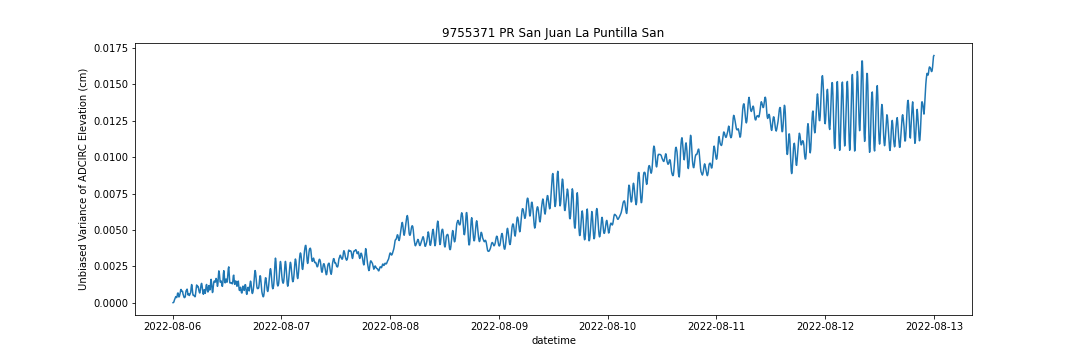 9755371 PR San Juan La Puntilla San
Unbiased Variance of ADCIRC Elevation (cm)
0.0175
0.0150
0.0125
0.0100
0.0075
0.0050
0.0025
0.0000
2022-08-06 2022-08-07 2022-08-08 2022-08-09 2022-08-10 2022-08-11 2022-08-12 2022-08-13
datetime